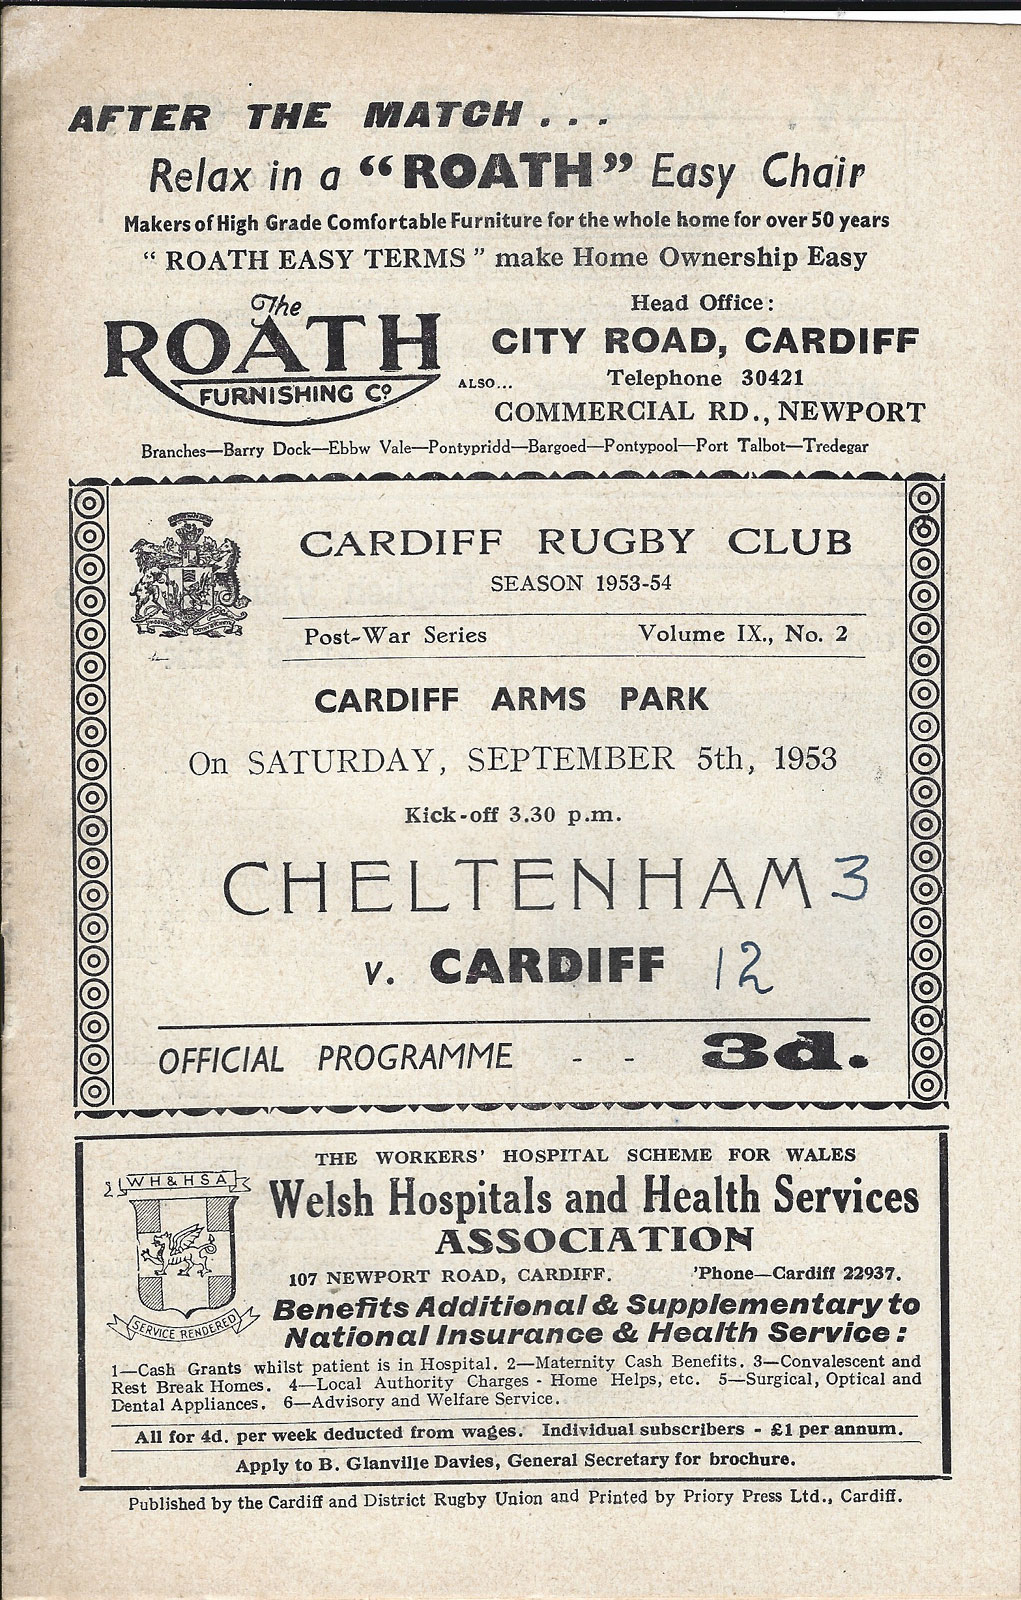 AFTER THE MATCH . . .
Relax in a “ROATH” Easy Chair
Makers of High Grade Comfortable Furniture for the whole home for over 50 years
“ ROATH EASY TERMS ” make Home Ownership Easy
The
ROATH
FURNISHING Co
ALSO...
Head Office :
CITY ROAD, CARDIFF
Telephone 30421
COMMERCIAL RD., NEWPORT
Branches—Barry Dock—Ebbw Vale—Pontypridd—Bargoed—Pontypool—Port Talbot—Tredegar
CARDIFF RUGBY CLUB
SEASON 1953-54
Post-War Series Volume IX., No. 2
CARDIFF ARMS PARK
On SATURDAY, SEPTEMBER 5th, 1953
Kick-off 3.30 p.m.
CHELTENHAM 3
v. CARDIFF 12
OFFICIAL PROGRAMME - - 3d.
THE WORKERS' HOSPITAL SCHEME FOR WALES
WH&HSA
SERVICE RENDERED
Welsh Hospitals and Health Services
ASSOCIATION
107 NEWPORT ROAD, CARDIFF. 'Phone—Cardiff 22937.
Benefits Additional & Supplementary to
National Insurance & Health Service :
1—Cash Grants whilst patient is in Hospital. 2—Maternity Cash Benefits. 3—Convalescent and
Rest Break Homes. 4—Local Authority Charges - Home Helps, etc. 5—Surgical, Optical and
Dental Appliances. 6—Advisory and Welfare Service.
All for 4d. per week deducted from wages. Individual subscribers - £1 per annum.
Apply to B. Glanville Davies, General Secretary for brochure.
Published by the Cardiff and District Rugby Union and Printed by Priory Press Ltd., Cardiff.